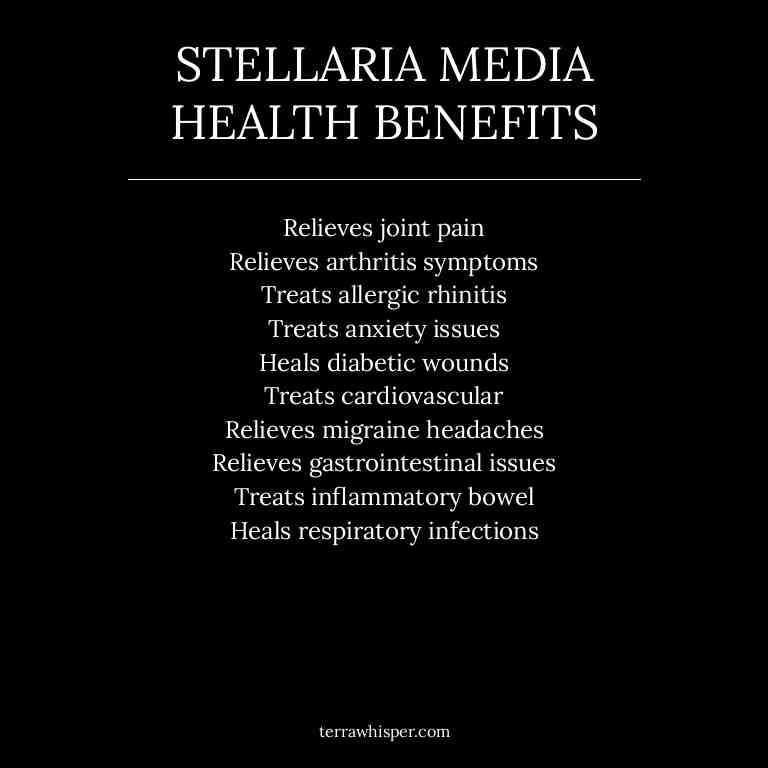 STELLARIA MEDIA
HEALTH BENEFITS
Relieves joint pain
Relieves arthritis symptoms
Treats allergic rhinitis
Treats anxiety issues
Heals diabetic wounds
Treats cardiovascular
Relieves migraine headaches
Relieves gastrointestinal issues
Treats inflammatory bowel
Heals respiratory infections
terrawhisper.com